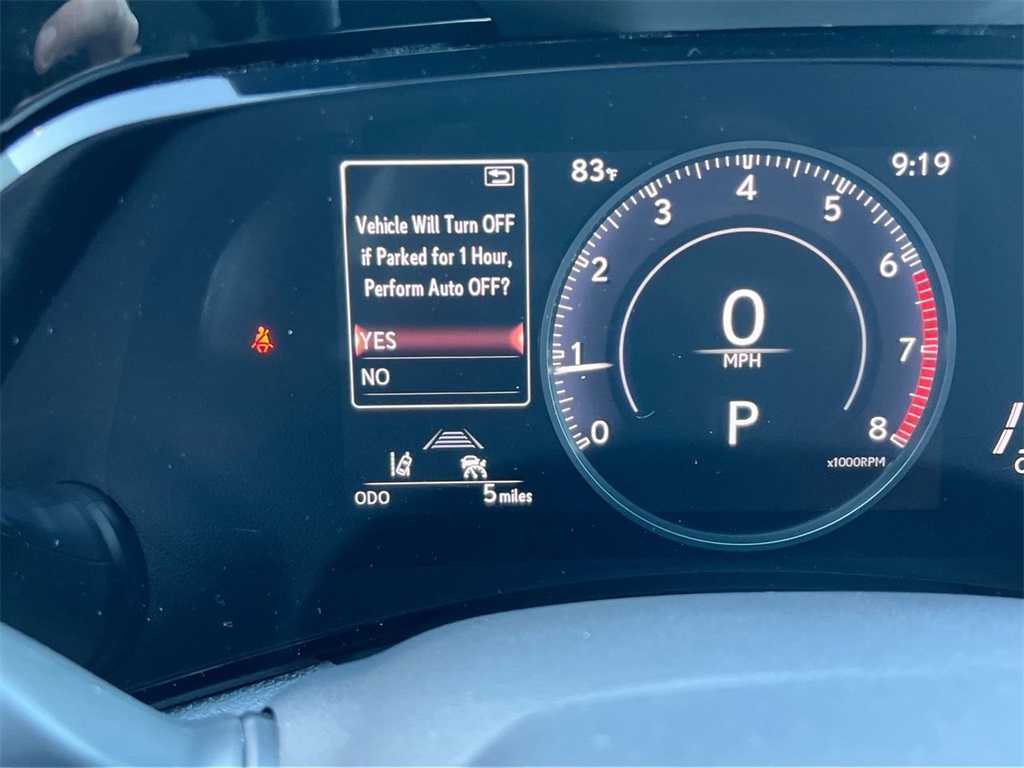 Vehicle Will Turn OFF
if Parked for 1 Hour,
Perform Auto OFF?
YES
NO
ODO 5 miles
83°F
9:19
0
1
2
3
4
5
6
7
8
0
MPH
P
x1000RPM